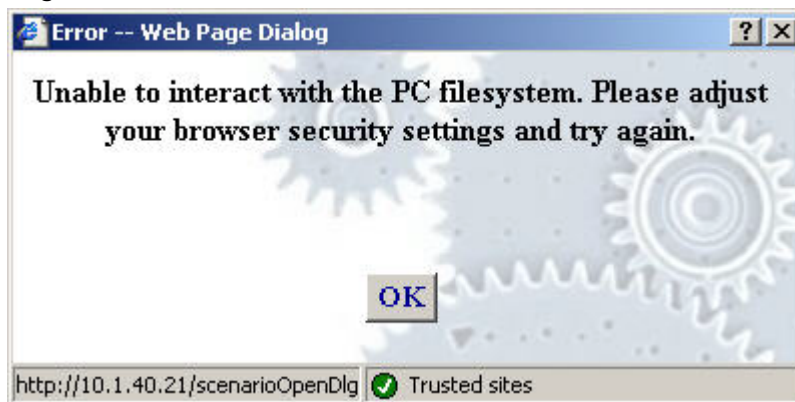 Error -- Web Page Dialog
Unable to interact with the PC filesystem. Please adjust
your browser security settings and try again.
OK
http://10.1.40.21/scenarioOpenDlg
Trusted sites